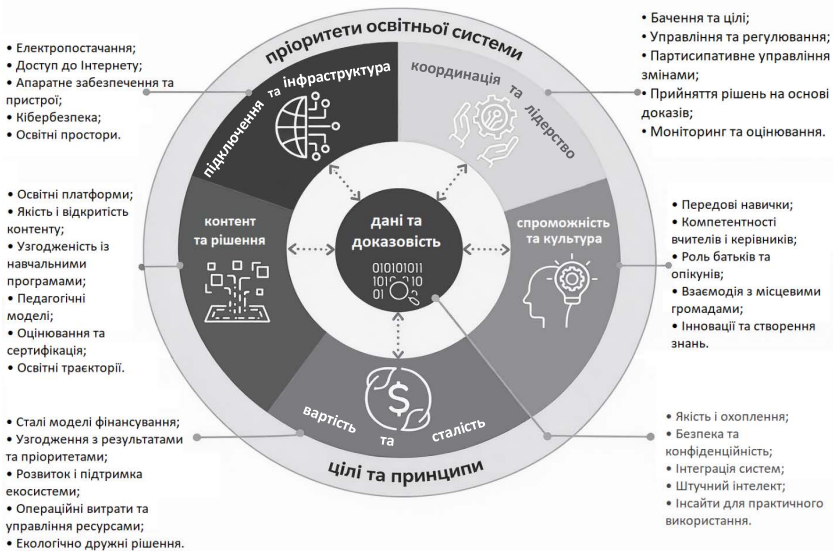 пріоритети освітньої системи
• Електропостачання;
• Доступ до Інтернету;
• Апаратне забезпечення та
пристрої;
• Кібербезпека;
• Освітні простори.
підключення та інфраструктура
координація та лідерство
• Бачення та цілі;
• Управління та регулювання;
• Партисипативне управління
змінами;
• Прийняття рішень на основі
доказів;
• Моніторинг та оцінювання.
• Освітні платформи;
• Якість і відкритість
контенту;
• Узгодженість із
навчальними
програмами;
• Педагогічні
моделі;
• Оцінювання та
сертифікація;
• Освітні траєкторії.
контент
та рішення
дані та
доказовість
010101011
101 10
01
спроможність
та культура
• Передові навички;
• Компетентності
вчителів і керівників;
• Роль батьків та
опікунів;
• Взаємодія з місцевими
громадами;
• Інновації та створення
знань.
• Сталі моделі фінансування;
• Узгодження з результатами
та пріоритетами;
• Розвиток і підтримка
екосистеми;
• Операційні витрати та
управління ресурсами;
• Екологічно дружні рішення.
$
вартість та сталість
цілі та принципи
• Якість і охоплення;
• Безпека та
конфіденційність;
• Інтеграція систем;
• Штучний інтелект;
• Інсайти для практичного
використання.